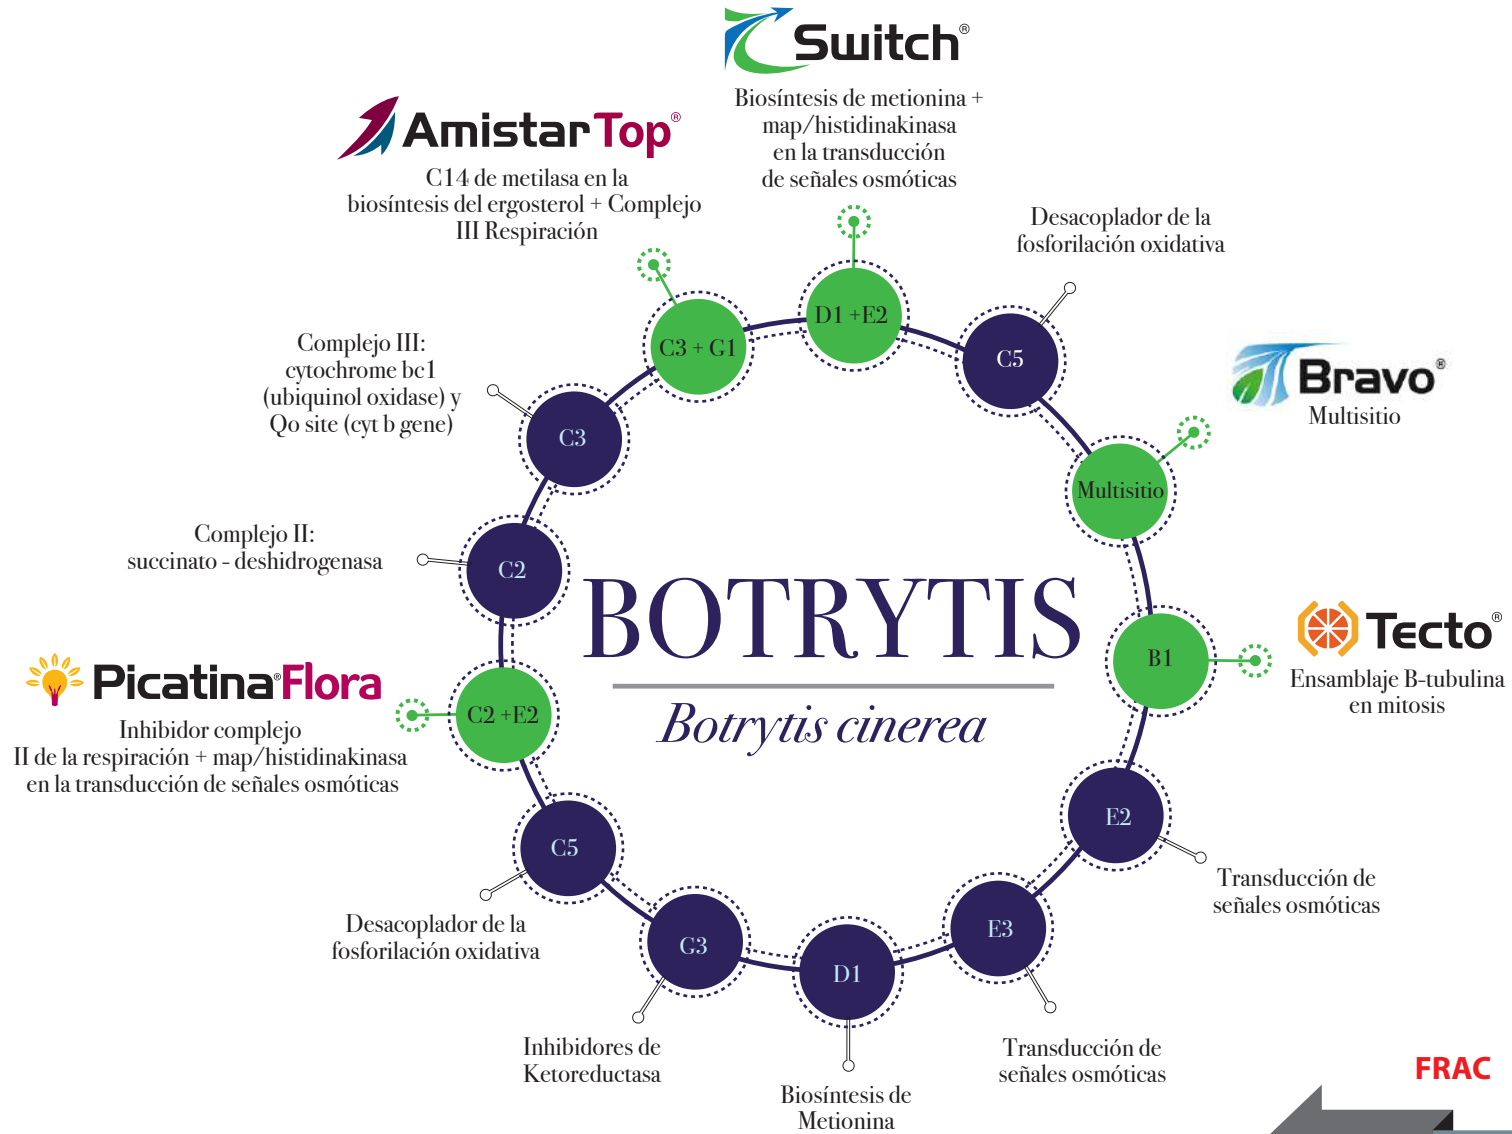 Switch®
Biosíntesis de metionina +
map/histidinakinasa
en la transducción
de señales osmóticas
AmistarTop®
C14 de metilasa en la
biosíntesis del ergosterol + Complejo
III Respiración
Desacoplador de la
fosforilación oxidativa
D1 +E2
C3 + G1
C5
Complejo III:
cytochrome bc1
(ubiquinol oxidase) y
Qo site (cyt b gene)
C3
Bravo®
Multisitio
Multisitio
Complejo II:
succinato - deshidrogenasa
C2
BOTRYTIS
Botrytis cinerea
B1
Tecto®
Ensamblaje B-tubulina
en mitosis
Picatina®Flora
Inhibidor complejo
II de la respiración + map/histidinakinasa
en la transducción de señales osmóticas
C2 +E2
E2
Transducción de
señales osmóticas
C5
Desacoplador de la
fosforilación oxidativa
G3
Inhibidores de
Ketoreductasa
D1
Biosíntesis de
Metionina
E3
Transducción de
señales osmóticas
FRAC